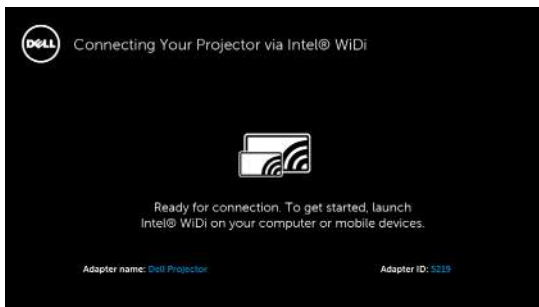 DELL
Connecting Your Projector via Intel® WiDi
Ready for connection. To get started, launch
Intel® WiDi on your computer or mobile devices.
Adapter name: Dell Projector Adapter ID: 5219